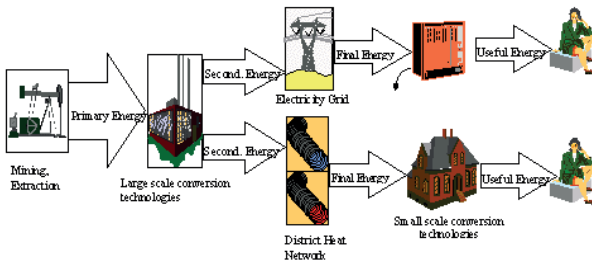 Second. Energy
Final Energy
Useful Energy
Electricity Grid
Primary Energy
Mining,
Extraction
Second. Energy
Final Energy
Useful Energy
Large scale conversion
technologies
District Heat
Network
Small scale conversion
technologies